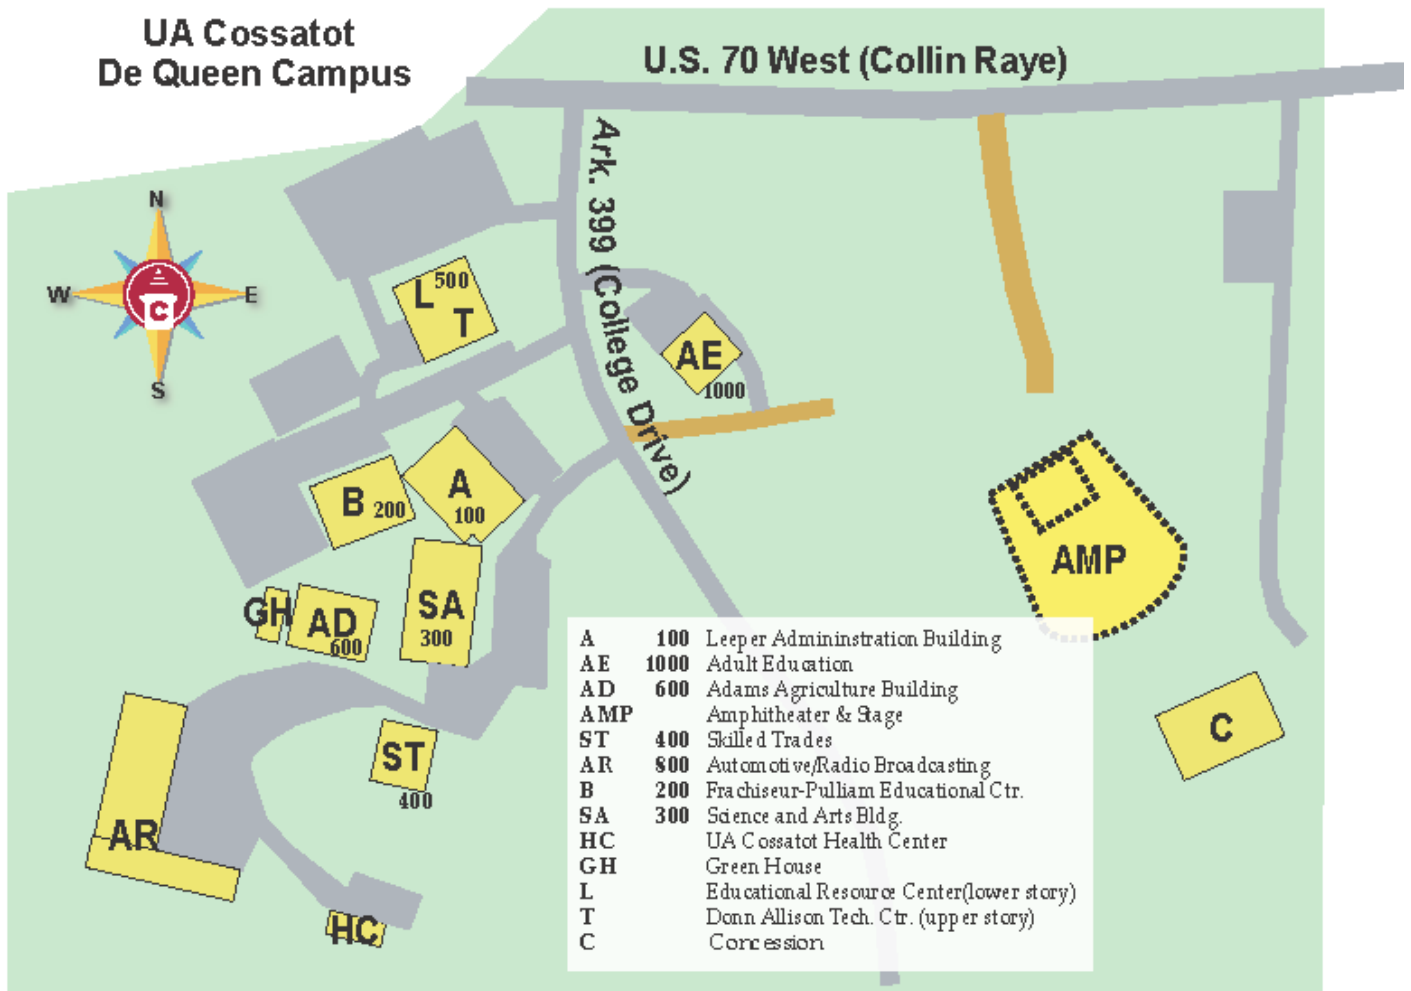 UA Cossatot
De Queen Campus
U.S. 70 West (Collin Raye)
Ark. 399 (College Drive)
N
W
E
S
C
L 500
T
AE
1000
A
100
B 200
SA
300
GH
AD
600
ST
400
AR
HC
AMP
C
A 100 Leeper Admininstration Building
AE 1000 Adult Education
AD 600 Adams Agriculture Building
AMP Amphitheater & Stage
ST 400 Skilled Trades
AR 800 Automotive/Radio Broadcasting
B 200 Frachiseur-Pulliam Educational Ctr.
SA 300 Science and Arts Bldg.
HC UA Cossatot Health Center
GH Green House
L Educational Resource Center(lower story)
T Donn Allison Tech. Ctr. (upper story)
C Concession